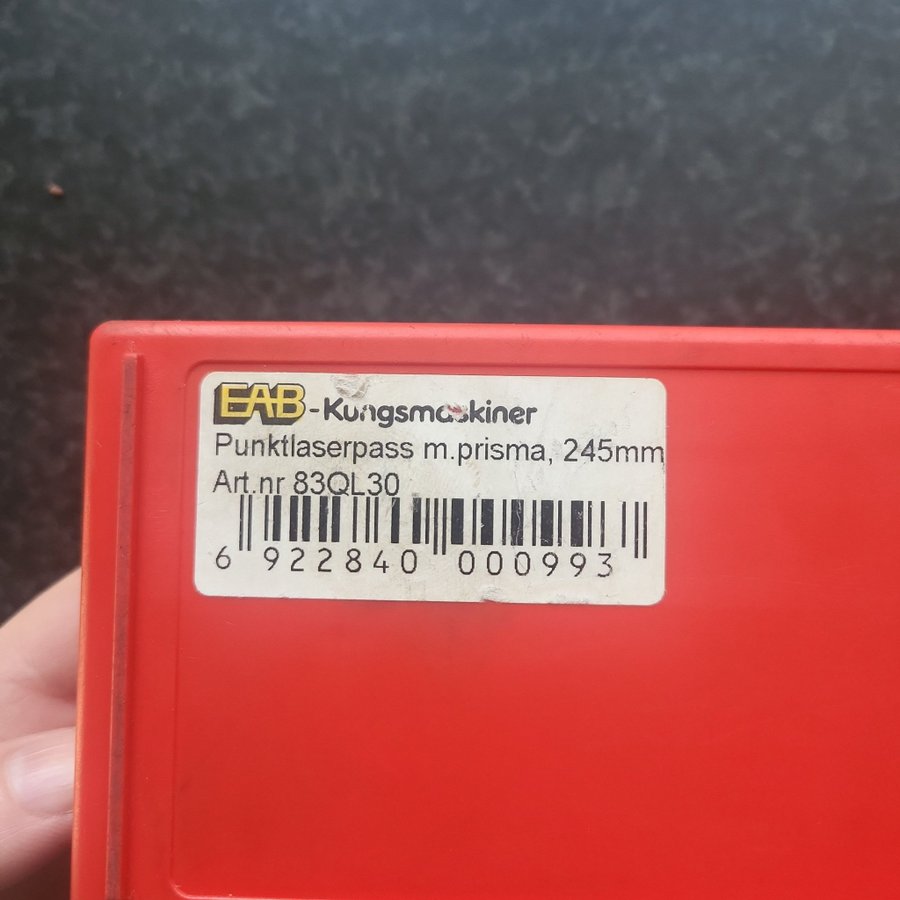 EAB-Kungsmaskiner
Punktlaserpass m.prisma, 245mm
Art.nr 83QL30
6 922840 000993